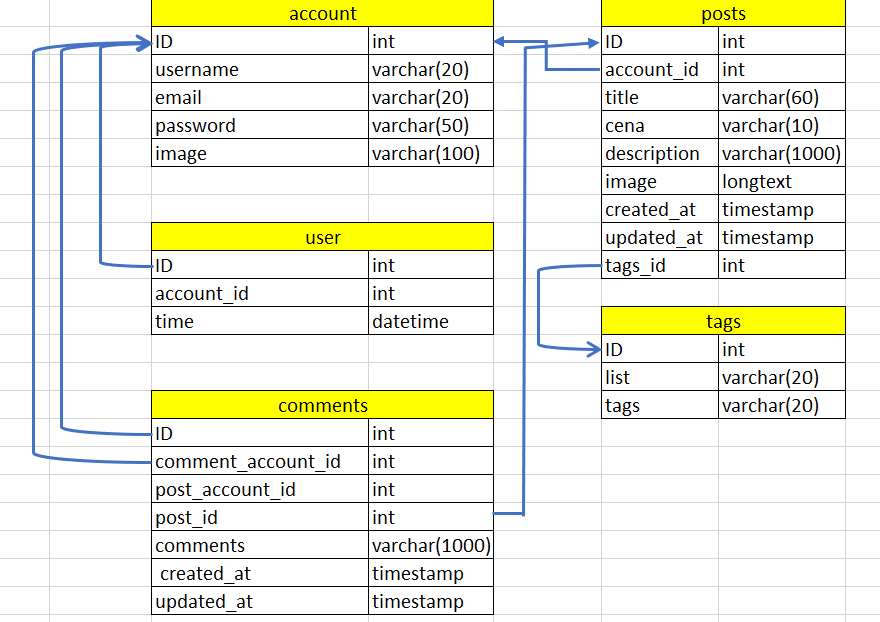 account
ID int
username varchar(20)
email varchar(20)
password varchar(50)
image varchar(100)
user
ID int
account_id int
time datetime
comments
ID int
comment_account_id int
post_account_id int
post_id int
comments varchar(1000)
created_at timestamp
updated_at timestamp
posts
ID int
account_id int
title varchar(60)
cena varchar(10)
description varchar(1000)
image longtext
created_at timestamp
updated_at timestamp
tags_id int
tags
ID int
list varchar(20)
tags varchar(20)